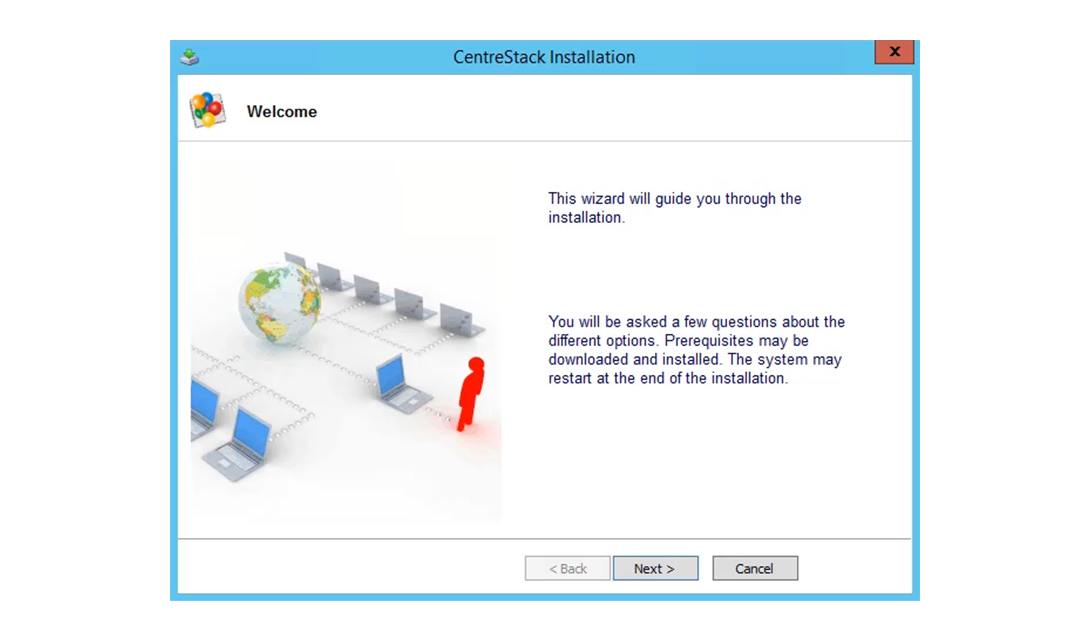 CentreStack Installation
x
Welcome
This wizard will guide you through the
installation.
You will be asked a few questions about the
different options. Prerequisites may be
downloaded and installed. The system may
restart at the end of the installation.
< Back Next > Cancel